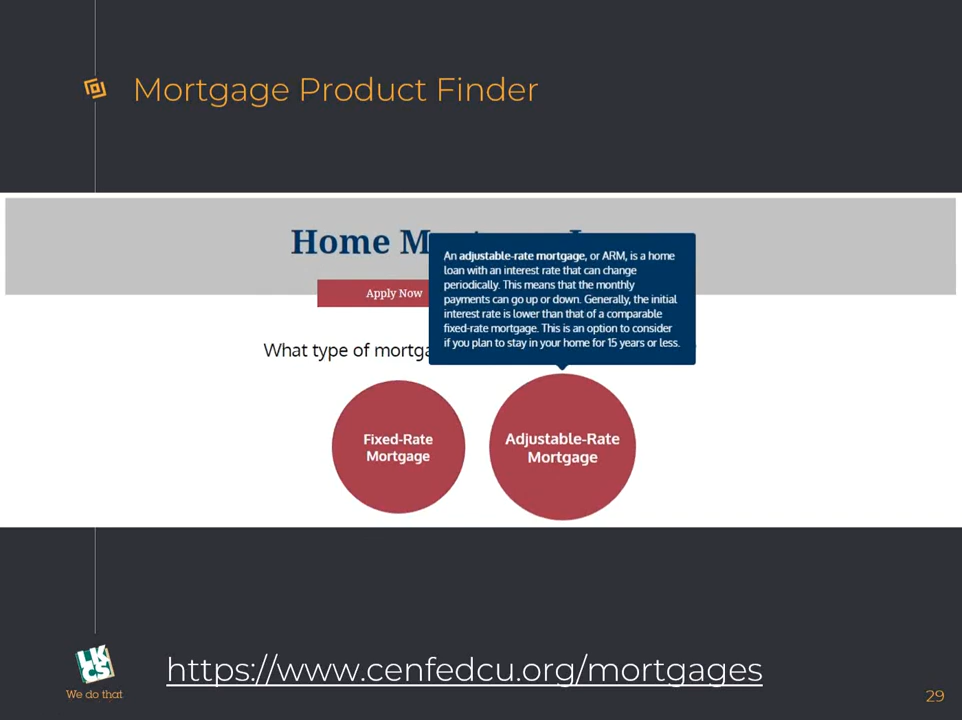 Mortgage Product Finder
Home M
An adjustable-rate mortgage, or ARM, is a home
loan with an interest rate that can change
periodically. This means that the monthly
payments can go up or down. Generally, the initial
interest rate is lower than that of a comparable
fixed-rate mortgage. This is an option to consider
if you plan to stay in your home for 15 years or less.
Apply Now
What type of mortga
Fixed-Rate
Mortgage
Adjustable-Rate
Mortgage
LK
CS
We do that
https://www.cenfedcu.org/mortgages
29